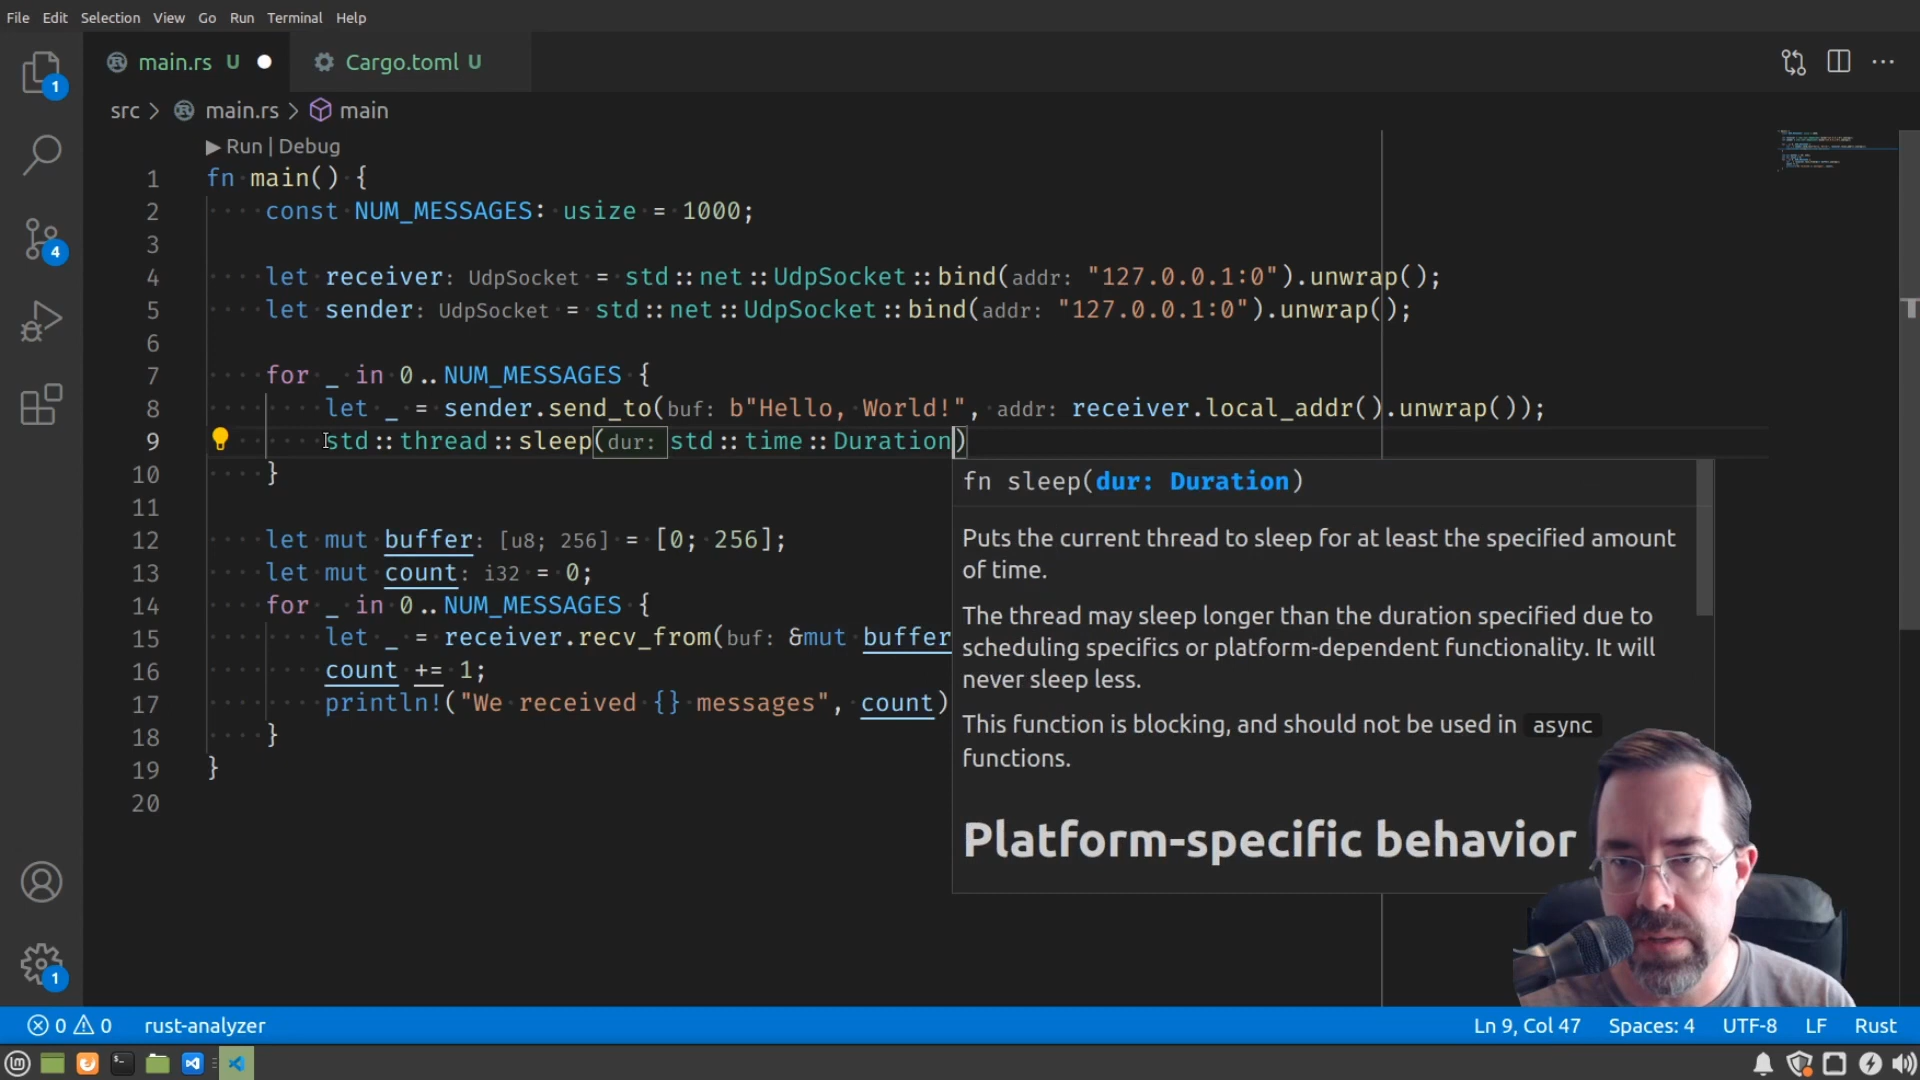 File Edit Selection View Go Run Terminal Help
1 main.rs U Cargo.toml U
src > main.rs > main
Run | Debug
1 fn main() {
2 const NUM_MESSAGES: usize = 1000;
3
4 let receiver: UdpSocket = std::net::UdpSocket::bind(addr: "127.0.0.1:0").unwrap();
5 let sender: UdpSocket = std::net::UdpSocket::bind(addr: "127.0.0.1:0").unwrap();
6
7 for _ in 0..NUM_MESSAGES {
8 let _ = sender.send_to(buf: b"Hello, World!", addr: receiver.local_addr().unwrap());
9 std::thread::sleep(dur: std::time::Duration)
10 }
11
12 let mut buffer: [u8; 256] = [0; 256];
13 let mut count: i32 = 0;
14 for _ in 0..NUM_MESSAGES {
15 let _ = receiver.recv_from(buf: &mut buffer
16 count += 1;
17 println!("We received {} messages", count)
18 }
19 }
20
4
fn sleep(dur: Duration)
Puts the current thread to sleep for at least the specified amount
of time.
The thread may sleep longer than the duration specified due to
scheduling specifics or platform-dependent functionality. It will
never sleep less.
This function is blocking, and should not be used in async
functions.
Platform-specific behavior
1
0 0 rust-analyzer Ln 9, Col 47 Spaces: 4 UTF-8 LF Rust